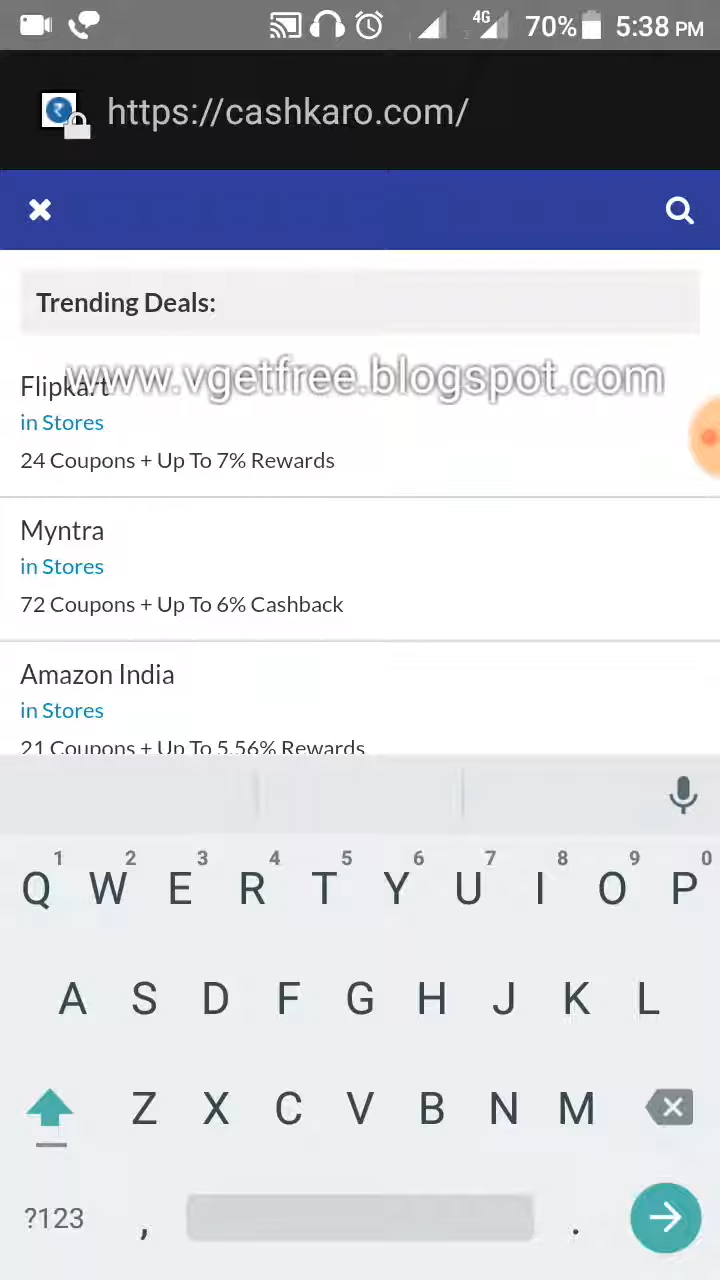 4G 70% 5:38 PM
https://cashkaro.com/
Trending Deals:
www.vgetfree.blogspot.com
Flipkart
in Stores
24 Coupons + Up To 7% Rewards
Myntra
in Stores
72 Coupons + Up To 6% Cashback
Amazon India
in Stores
21 Coupons + Up To 5.56% Rewards
1 2 3 4 5 6 7 8 9 0
Q W E R T Y U I O P
A S D F G H J K L
Z X C V B N M
?123 , .